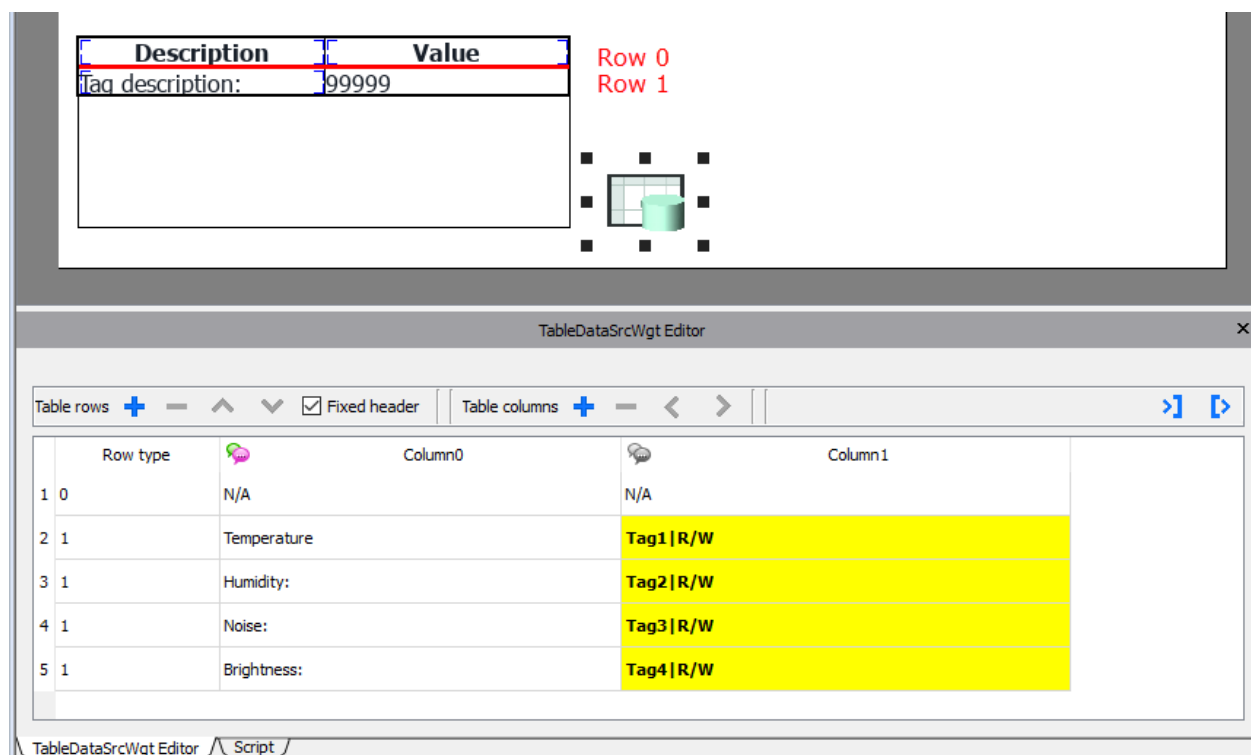 Description Value Row 0
Tag description: 99999 Row 1
TableDataSrcWgt Editor
Table rows Fixed header Table columns
Row type Column0 Column1
1 0 N/A N/A
2 1 Temperature Tag1|R/W
3 1 Humidity: Tag2|R/W
4 1 Noise: Tag3|R/W
5 1 Brightness: Tag4|R/W
TableDataSrcWgt Editor Script